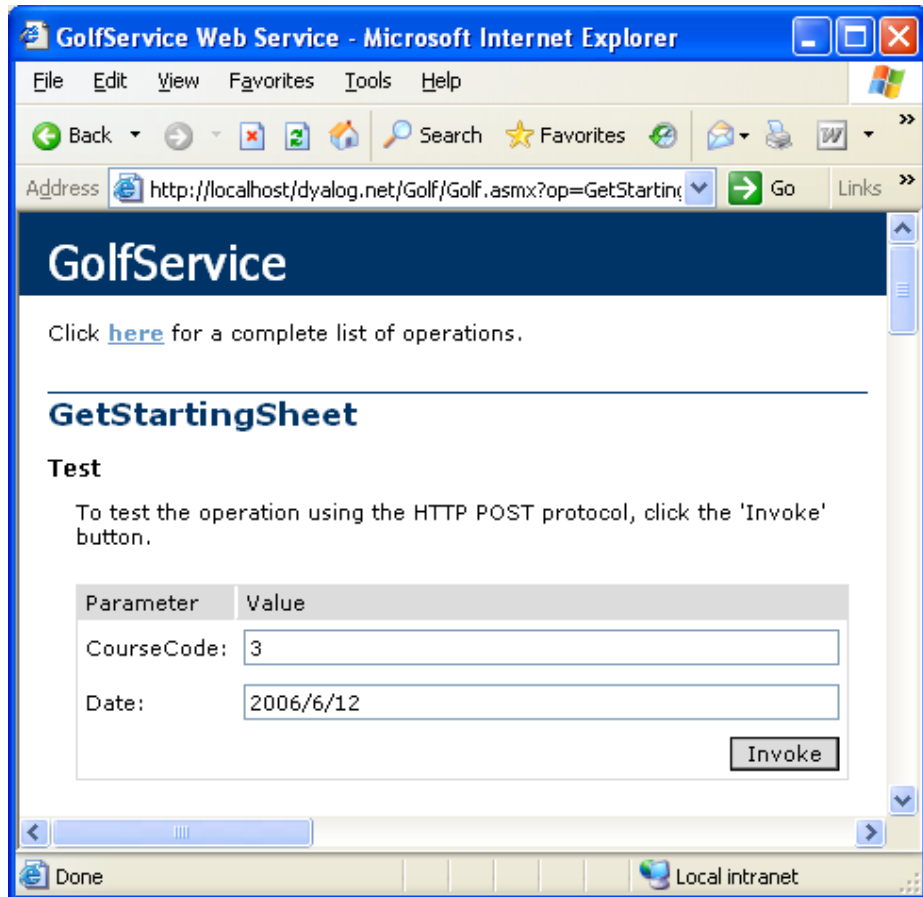 GolfService Web Service - Microsoft Internet Explorer
File Edit View Favorites Tools Help
Back Search Favorites »
Address http://localhost/dyalog.net/Golf/Golf.asmx?op=GetStarting Go Links »
GolfService
Click here for a complete list of operations.
GetStartingSheet
Test
To test the operation using the HTTP POST protocol, click the 'Invoke'
button.
Parameter Value
CourseCode: 3
Date: 2006/6/12
Invoke
Done Local intranet